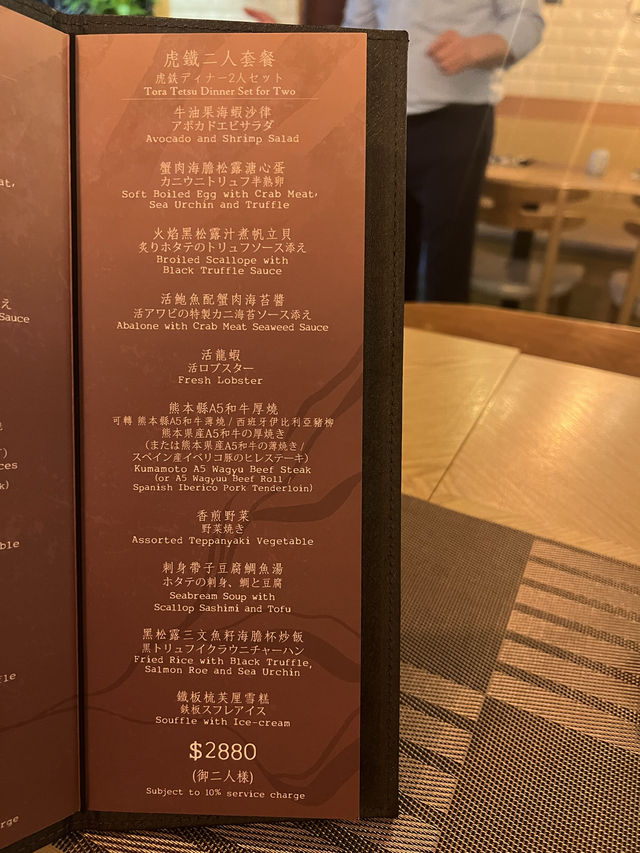 虎鐵二人套餐
虎鉄ディナー2人セット
Tora Tetsu Dinner Set for Two
牛油果海蝦沙律
アボカドエビサラダ
Avocado and Shrimp Salad
蟹肉海膽松露溏心蛋
カニウニトリュフ半熟卵
Soft Boiled Egg with Crab Meat,
Sea Urchin and Truffle
火焰黑松露汁煮帆立貝
炙りホタテのトリュフソース添え
Broiled Scallope with
Black Truffle Sauce
活鮑魚配蟹肉海苔醬
活アワビの特製カニ海苔ソース添え
Abalone with Crab Meat Seaweed Sauce
活龍蝦
活ロブスター
Fresh Lobster
熊本縣A5和牛厚燒
可轉 熊本縣A5和牛薄燒 / 西班牙伊比利亞豬柳
熊本県産A5和牛の厚焼き
(または熊本県産A5和牛の薄焼き /
スペイン産イベリコ豚のヒレステーキ)
Kumamoto A5 Wagyu Beef Steak
(or A5 Wagyuu Beef Roll /
Spanish Iberico Pork Tenderloin)
香煎野菜
野菜焼き
Assorted Teppanyaki Vegetable
刺身帶子豆腐鯛魚湯
ホタテの刺身、鯛と豆腐
Seabream Soup with
Scallop Sashimi and Tofu
黑松露三文魚籽海膽杯炒飯
黒トリュフイクラウニチャーハン
Fried Rice with Black Truffle,
Salmon Roe and Sea Urchin
鐵板梳芙厘雪糕
鉄板スフレアイス
Souffle with Ice-cream
$2880
(御二人様)
Subject to 10% service charge